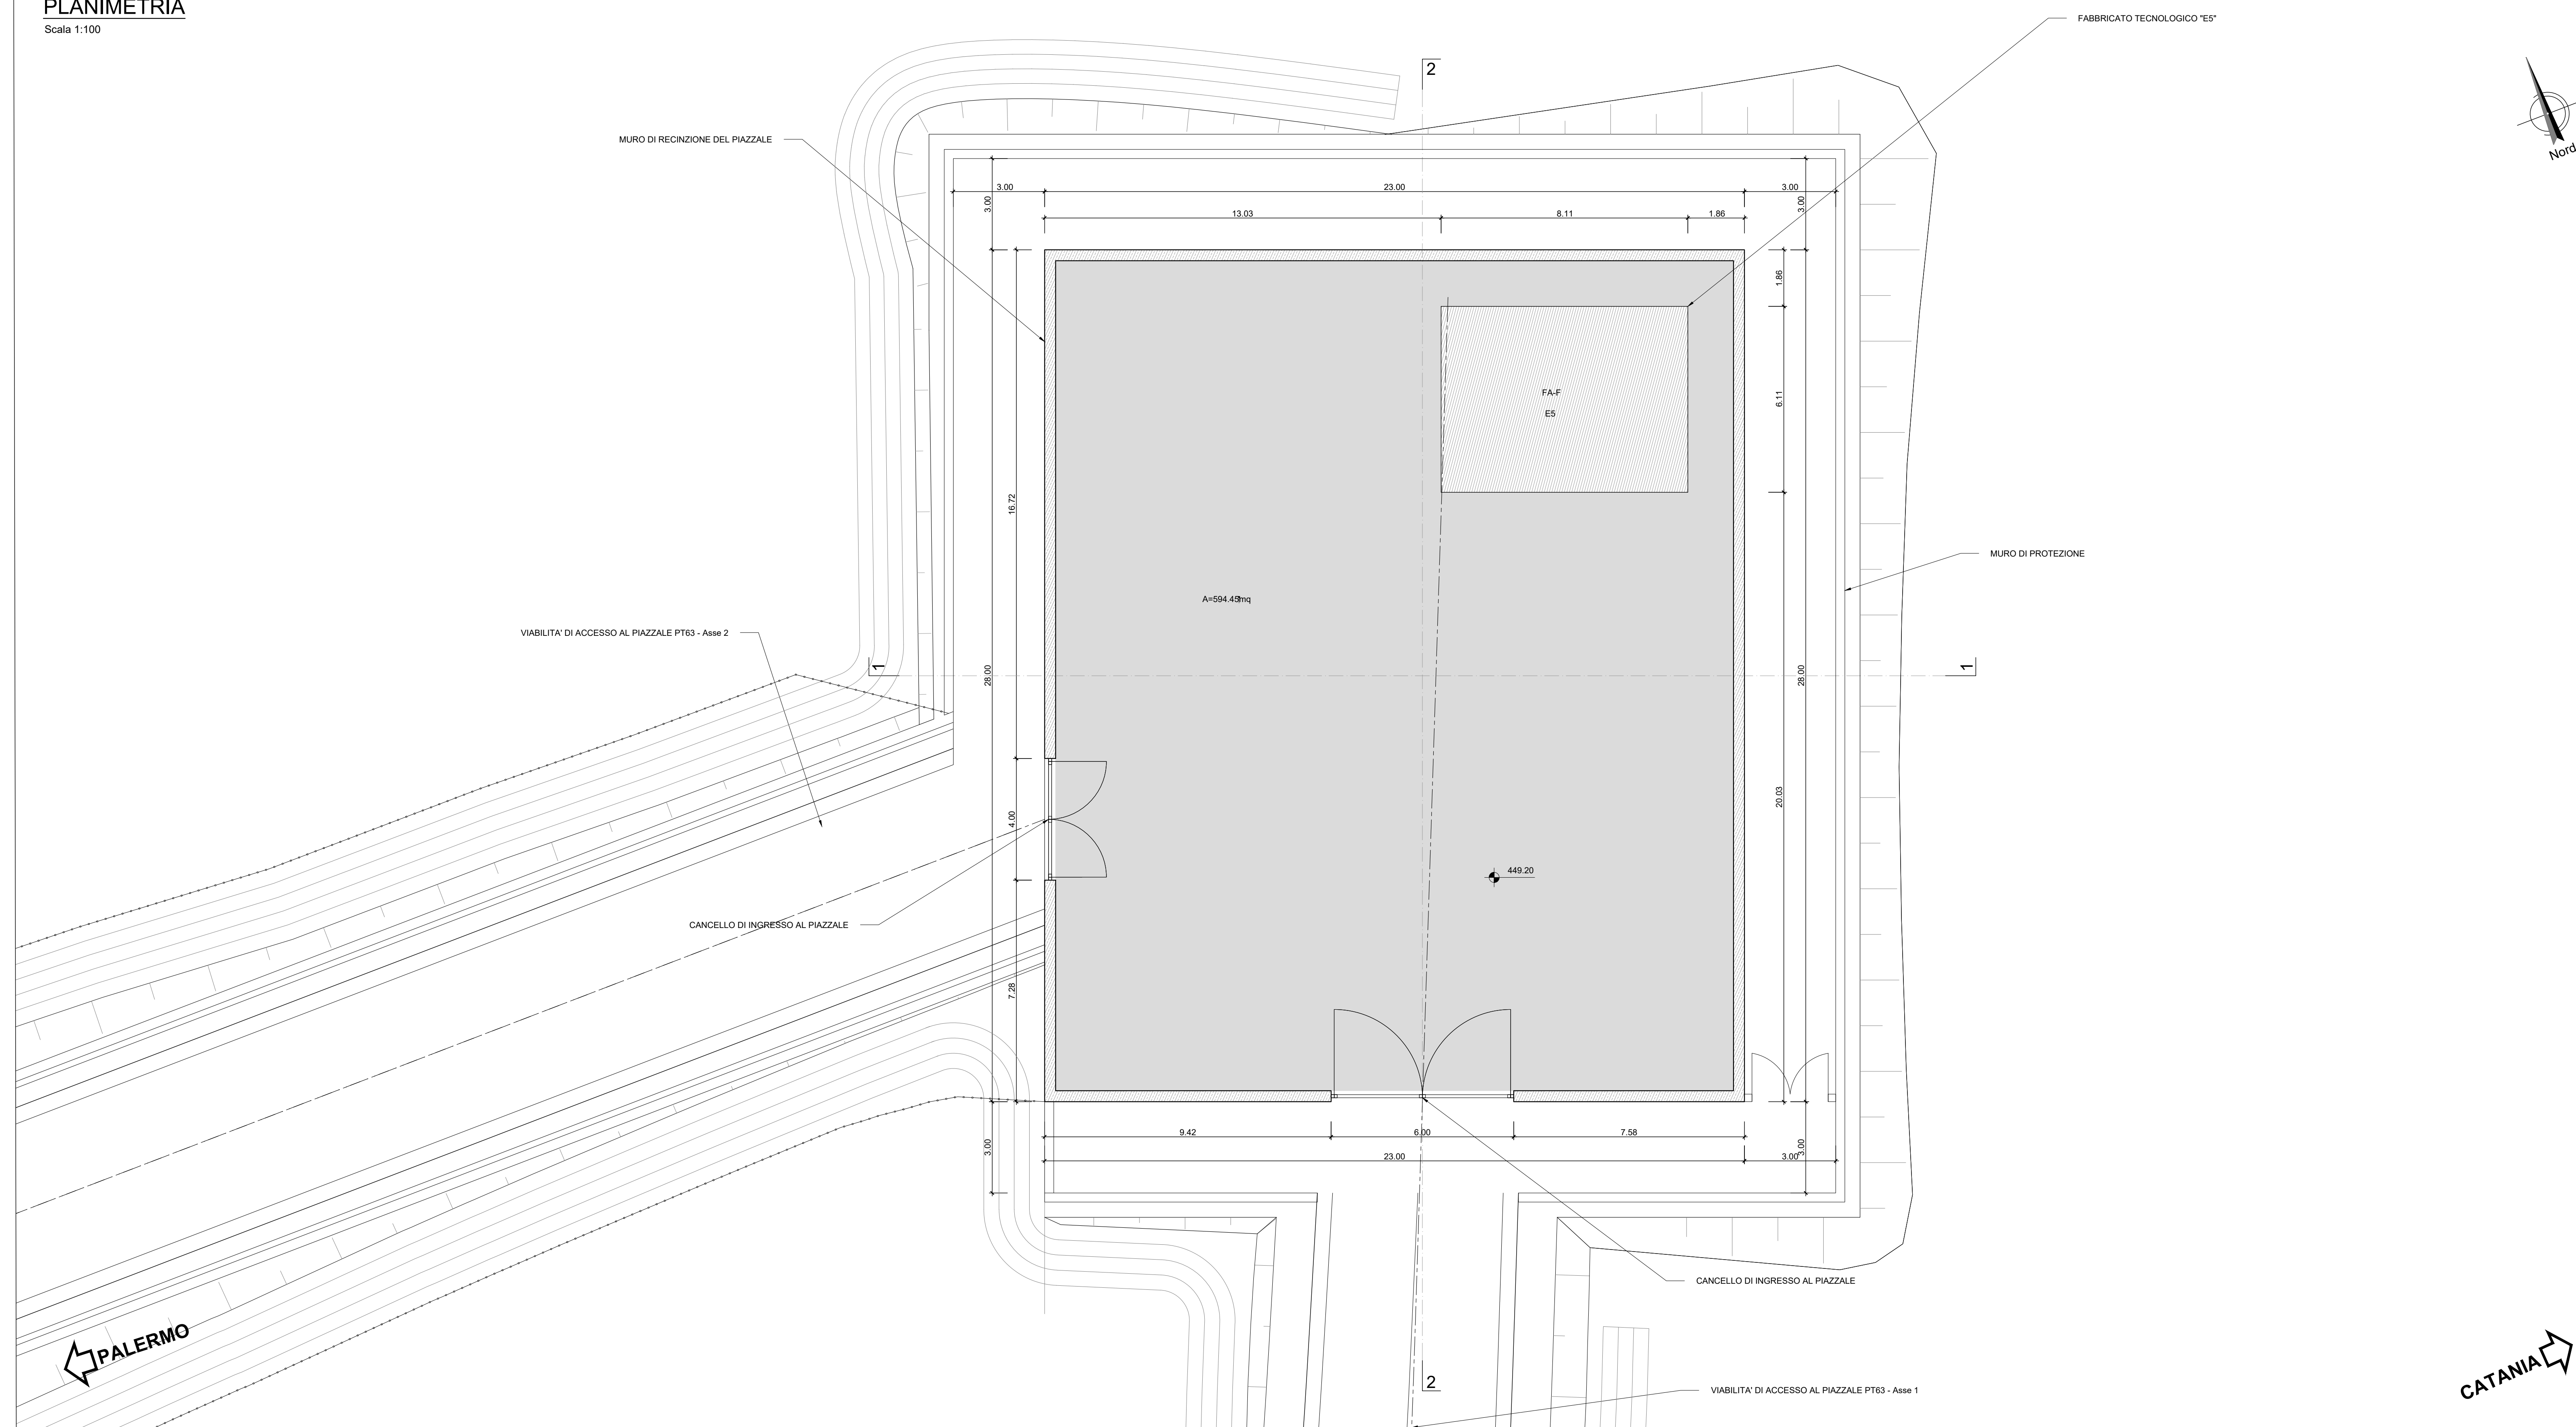 PLANIMETRIA
Scala 1:100
FABBRICATO TECNOLOGICO "E5"
2
Nord
MURO DI RECINZIONE DEL PIAZZALE
3.00
23.00
3.00
3.00
3.00
13.03
8.11
1.86
1.86
FA-F
E5
6.11
16.72
MURO DI PROTEZIONE
A=594.45mq
VIABILITA' DI ACCESSO AL PIAZZALE PT63 - Asse 2
1
1
28.00
28.00
20.03
4.00
449.20
CANCELLO DI INGRESSO AL PIAZZALE
7.28
9.42
6.00
7.58
3.00
3.00
23.00
3.00
CANCELLO DI INGRESSO AL PIAZZALE
PALERMO
CATANIA
2
VIABILITA' DI ACCESSO AL PIAZZALE PT63 - Asse 1